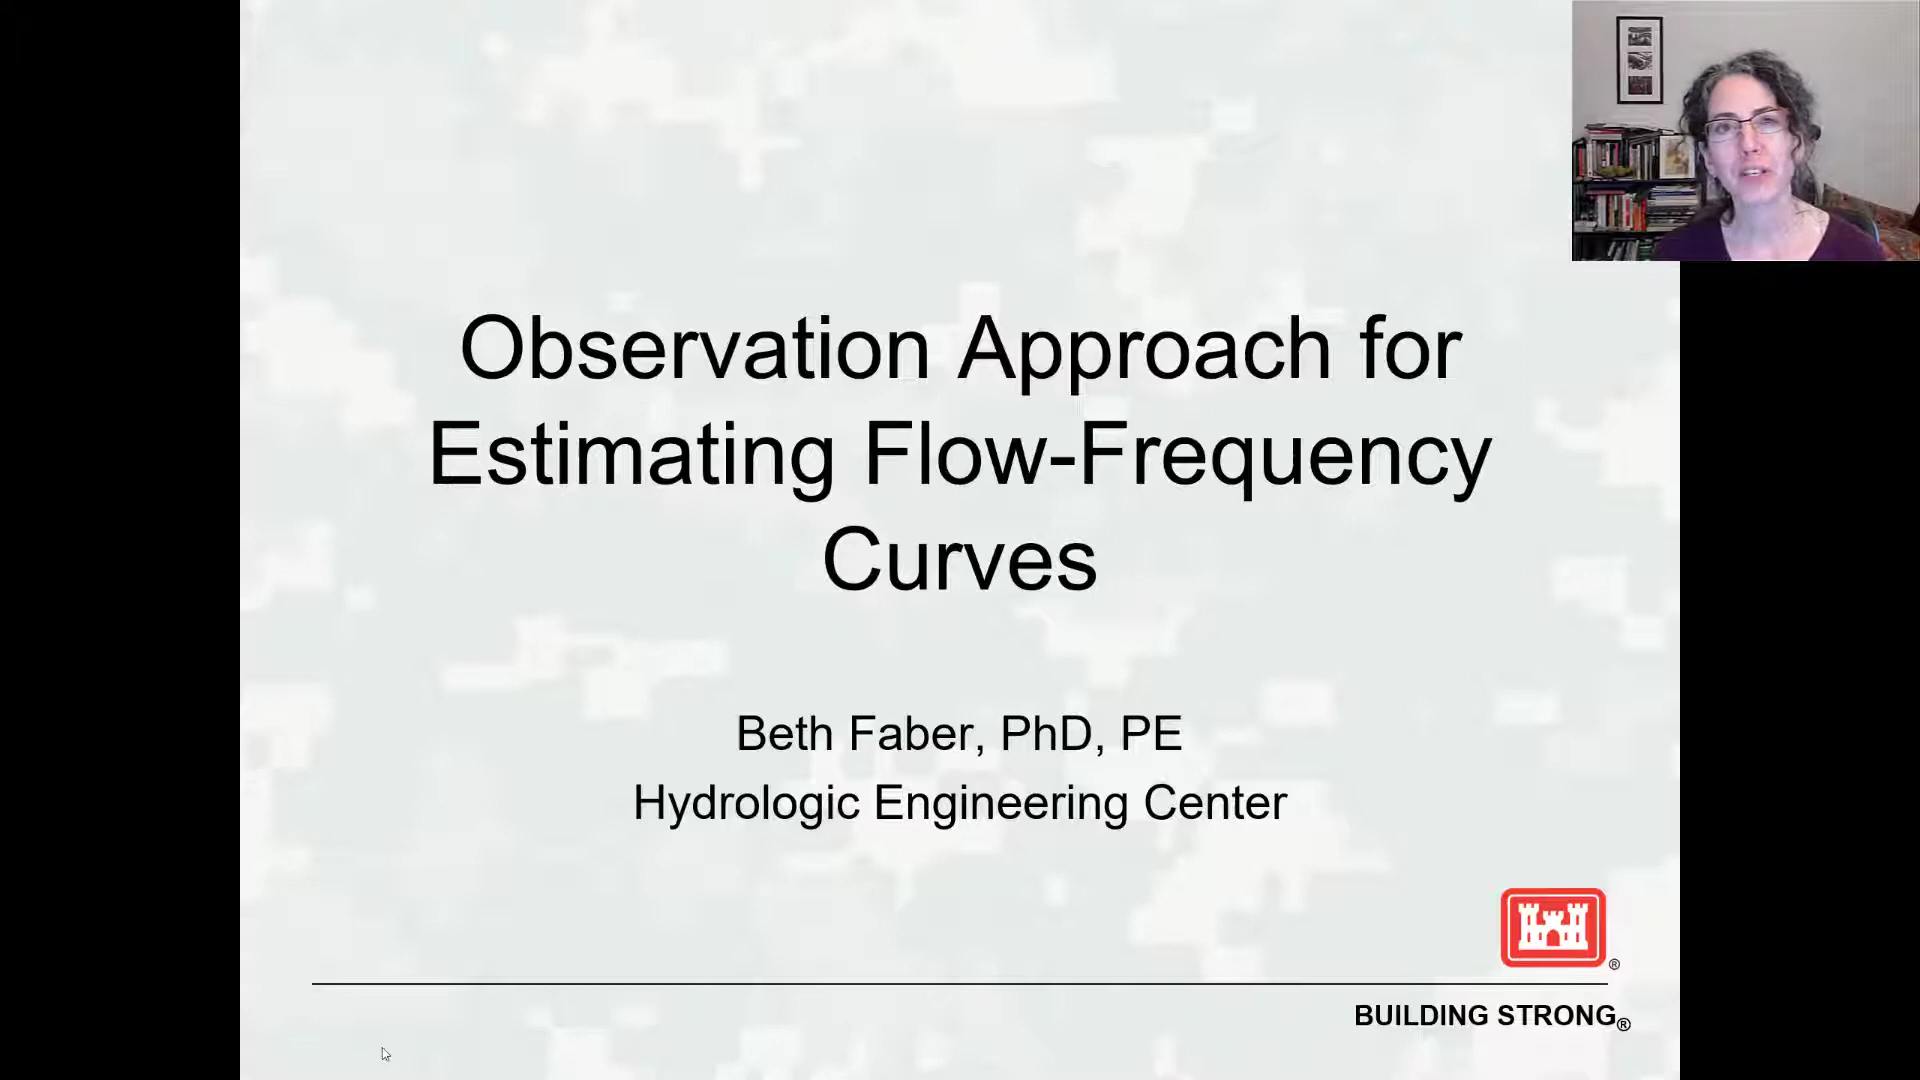 Observation Approach for
Estimating Flow-Frequency
Curves
Beth Faber, PhD, PE
Hydrologic Engineering Center
®
BUILDING STRONG®